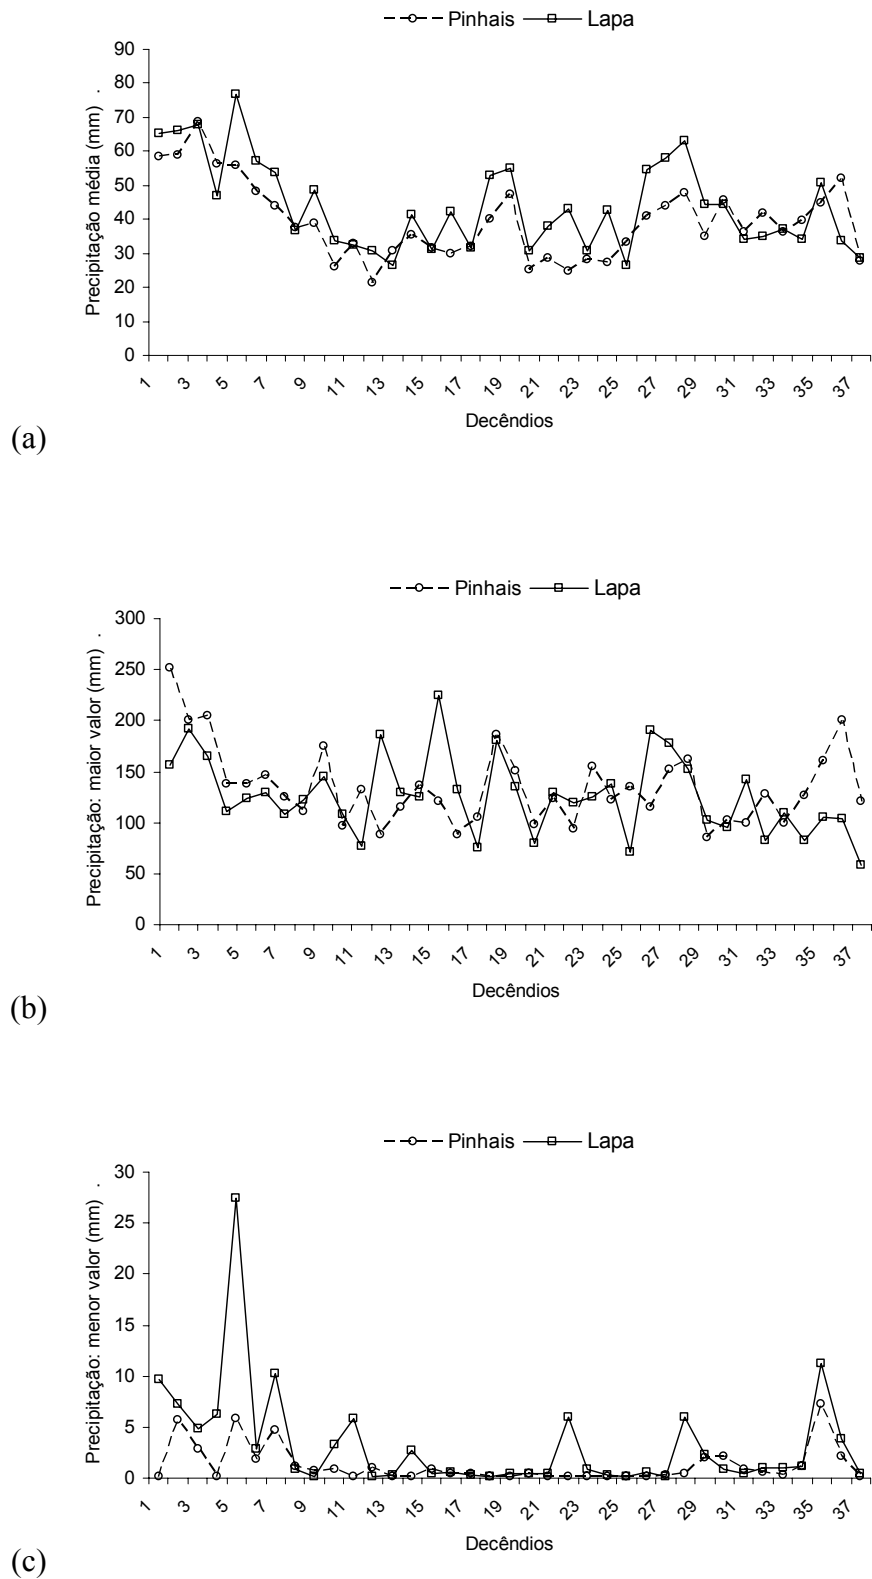 Pinhais Lapa
Precipitação média (mm) .
90
80
70
60
50
40
30
20
10
0
1 3 5 7 9 11 13 15 17 19 21 23 25 27 29 31 33 35 37
Decêndios
(a)
Pinhais Lapa
Precipitação: maior valor (mm) .
300
250
200
150
100
50
0
1 3 5 7 9 11 13 15 17 19 21 23 25 27 29 31 33 35 37
Decêndios
(b)
Pinhais Lapa
Precipitação: menor valor (mm) .
30
25
20
15
10
5
0
1 3 5 7 9 11 13 15 17 19 21 23 25 27 29 31 33 35 37
Decêndios
(c)